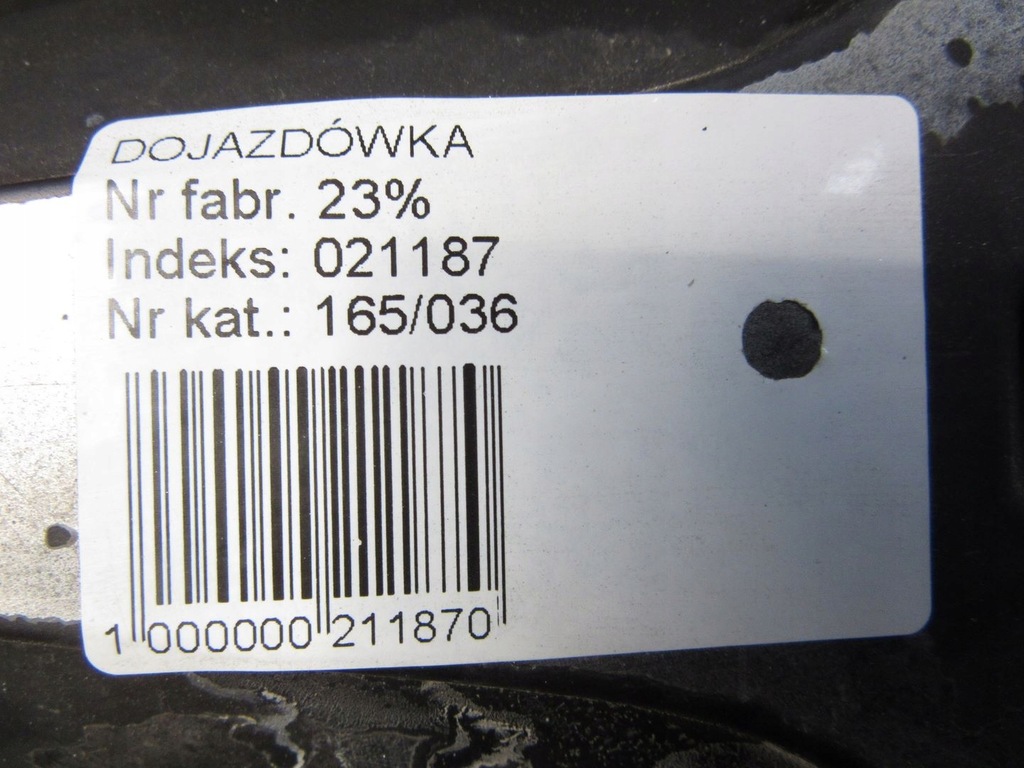 DOJAZDÓWKA
Nr fabr. 23%
Indeks: 021187
Nr kat.: 165/036
1 000000 211870